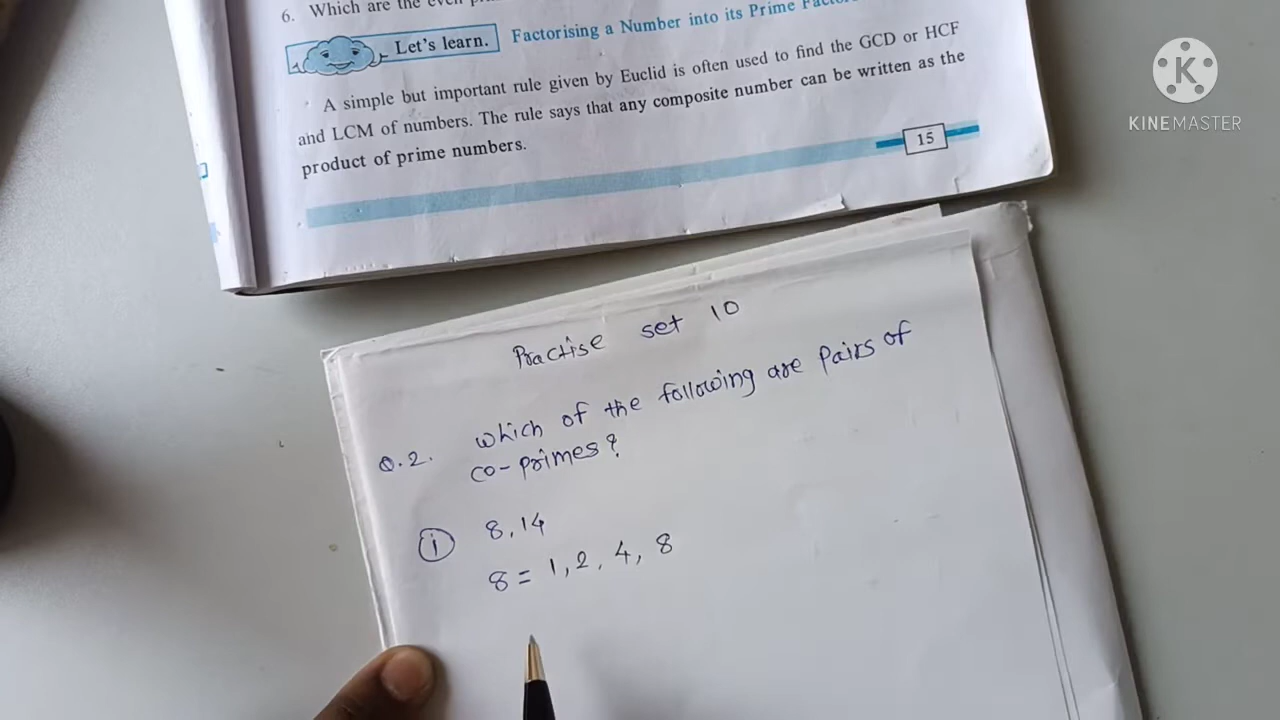 6. Which are the even
Let's learn. Factorising a Number into its Prime
A simple but important rule given by Euclid is often used to find the GCD or HCF
and LCM of numbers. The rule says that any composite number can be written as the
product of prime numbers.
15
KINEMASTER
Practise set 10
Q.2. Which of the following are pairs of
co-primes?
i 8, 14
8 = 1, 2, 4, 8